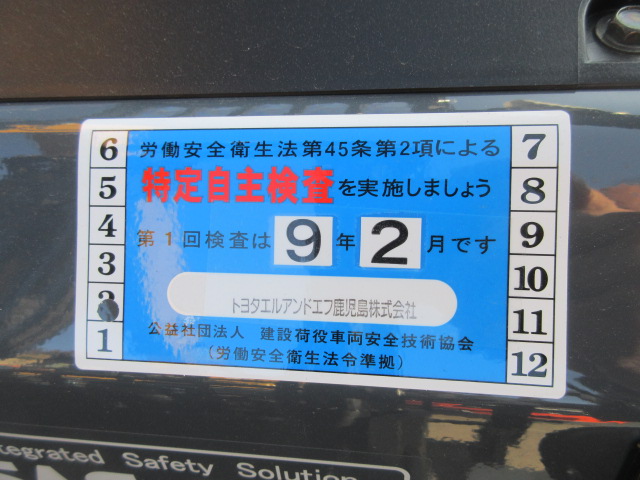 労働安全衛生法第45条第2項による
特定自主検査を実施しましょう
第1回検査は9年2月です
トヨタエルアンドエフ鹿児島株式会社
公益社団法人 建設荷役車両安全技術協会
(労働安全衛生法令準拠)
6
5
4
3
2
1
7
8
9
10
11
12
Integrated Safety Solution